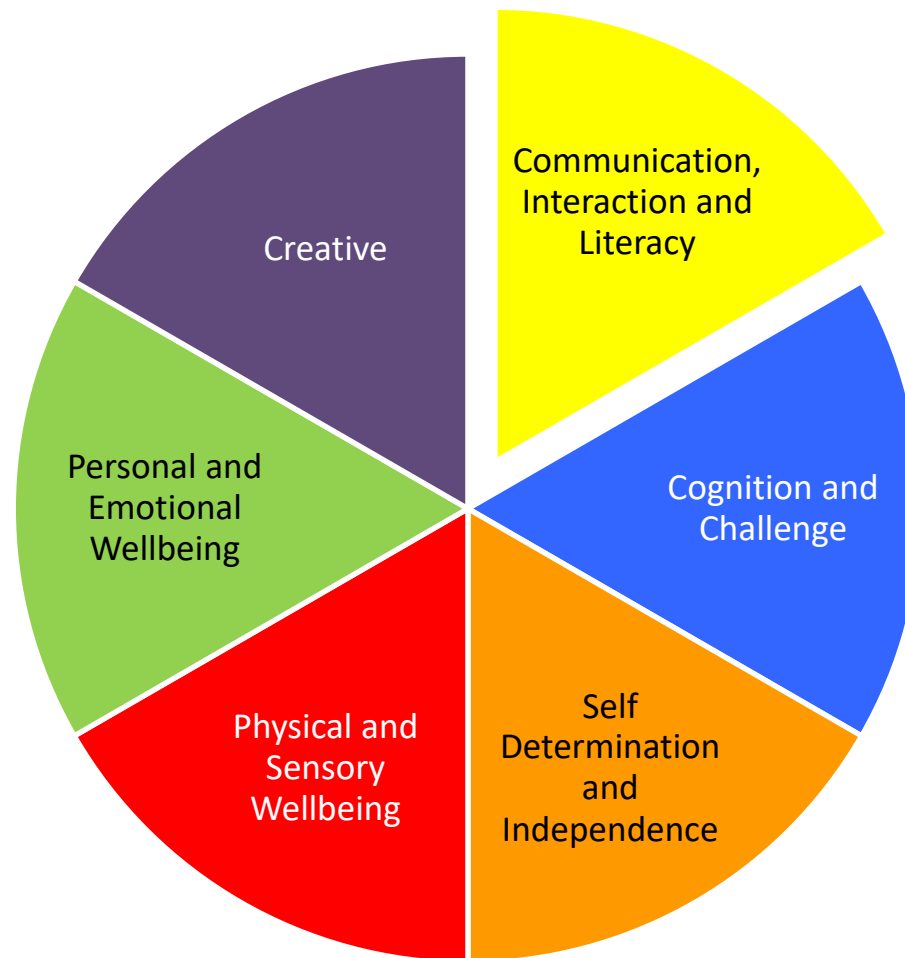 Communication,
Interaction and
Literacy
Cognition and
Challenge
Self
Determination
and
Independence
Physical and
Sensory
Wellbeing
Personal and
Emotional
Wellbeing
Creative